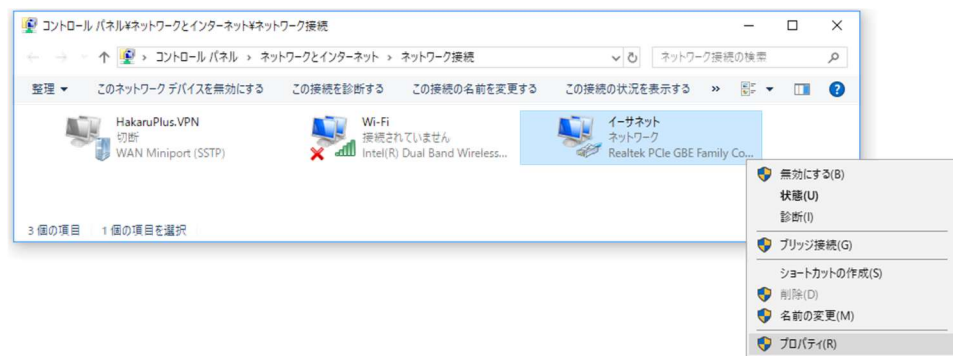 コントロール パネル¥ネットワークとインターネット¥ネットワーク接続
コントロール パネル › ネットワークとインターネット › ネットワーク接続
ネットワーク接続の検索
整理 このネットワーク デバイスを無効にする この接続を診断する この接続の名前を変更する この接続の状況を表示する »
HakaruPlus.VPN
切断
WAN Miniport (SSTP)
Wi-Fi
接続されていません
Intel(R) Dual Band Wireless...
イーサネット
ネットワーク
Realtek PCIe GBE Family Co...
3 個の項目 1 個の項目を選択
無効にする(B)
状態(U)
診断(I)
ブリッジ接続(G)
ショートカットの作成(S)
削除(D)
名前の変更(M)
プロパティ(R)